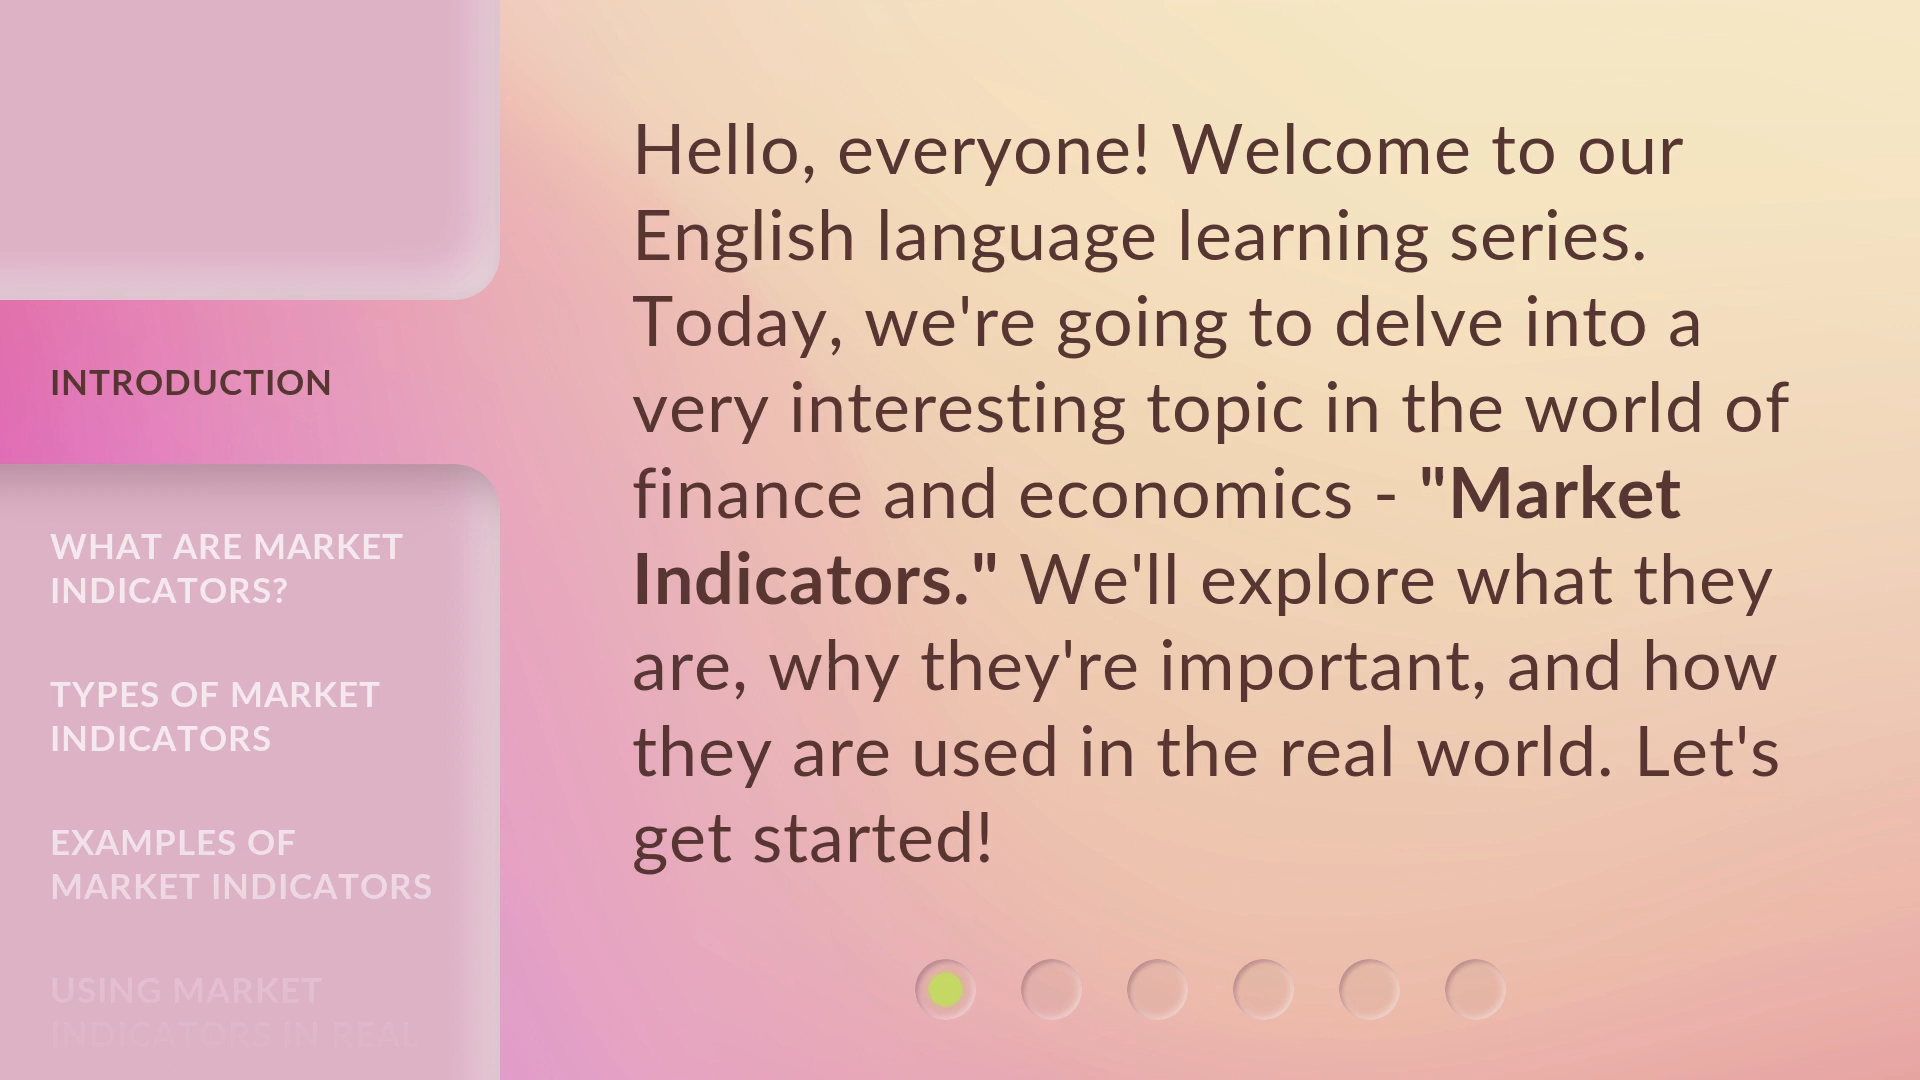 INTRODUCTION
WHAT ARE MARKET
INDICATORS?
TYPES OF MARKET
INDICATORS
EXAMPLES OF
MARKET INDICATORS
USING MARKET
INDICATORS IN REAL
Hello, everyone! Welcome to our
English language learning series.
Today, we're going to delve into a
very interesting topic in the world of
finance and economics - "Market
Indicators." We'll explore what they
are, why they're important, and how
they are used in the real world. Let's
get started!